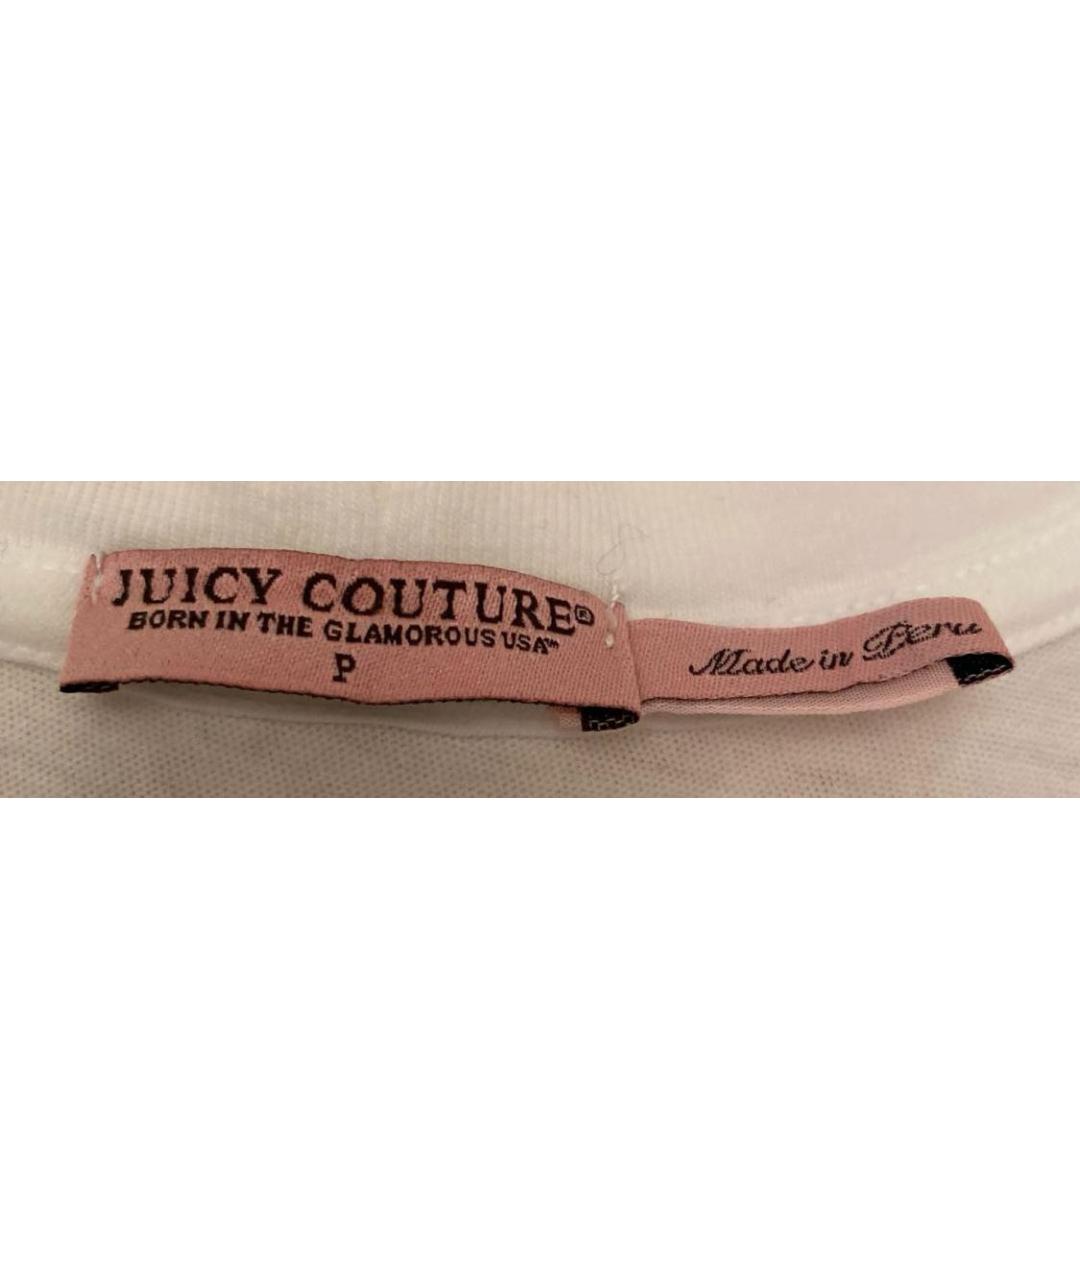 JUICY COUTURE®
BORN IN THE GLAMOROUS USA™
P
Made in Peru